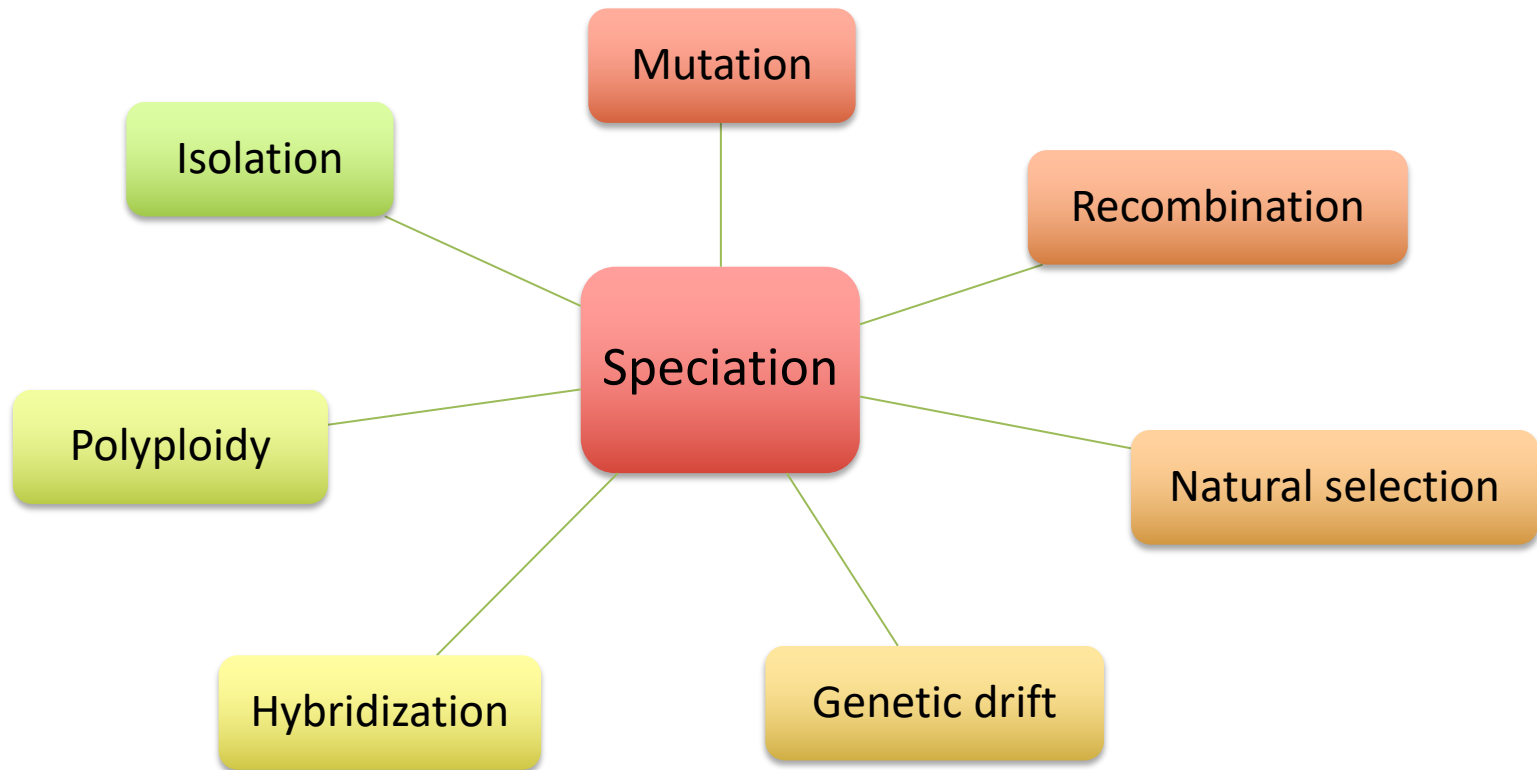 Mutation
Isolation
Recombination
Speciation
Polyploidy
Natural selection
Hybridization
Genetic drift